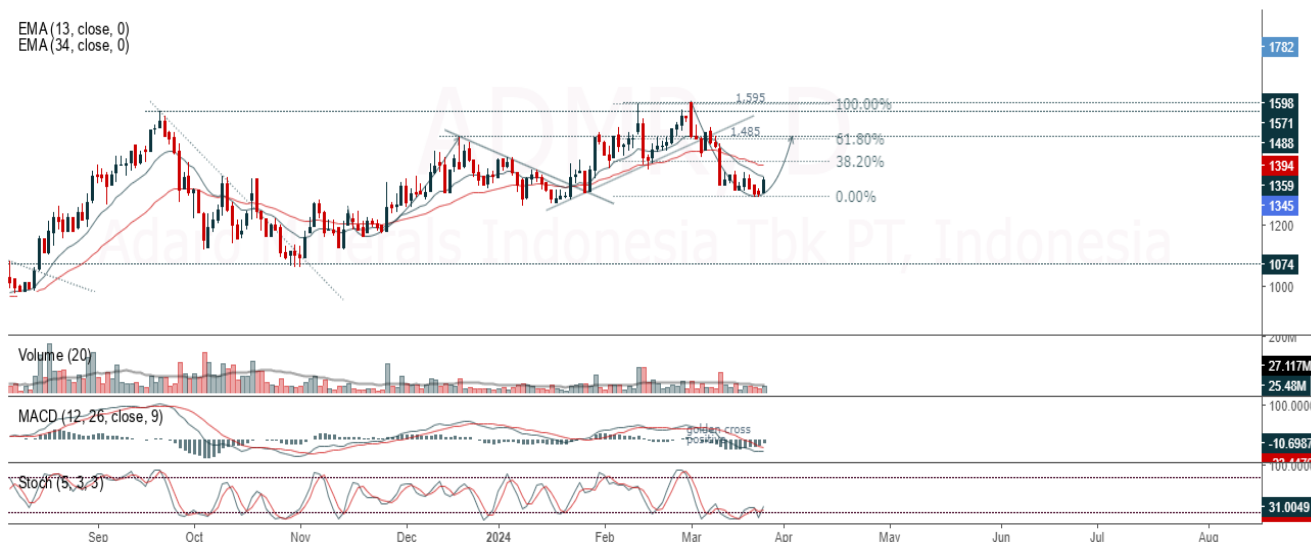 EMA (13, close, 0)
EMA (34, close, 0)
1782
1.595
100.00%
1598
1571
1.485
61.80%
1488
38.20%
1394
1359
0.00%
1345
1200
1074
1000
Volume (20)
200M
27.117M
25.48M
MACD (12, 26, close, 9)
golden cross
positive
100.0000
-10.6987
Stoch (5, 3, 3)
100.0000
31.0049
Sep Oct Nov Dec 2024 Feb Mar Apr May Jun Jul Aug